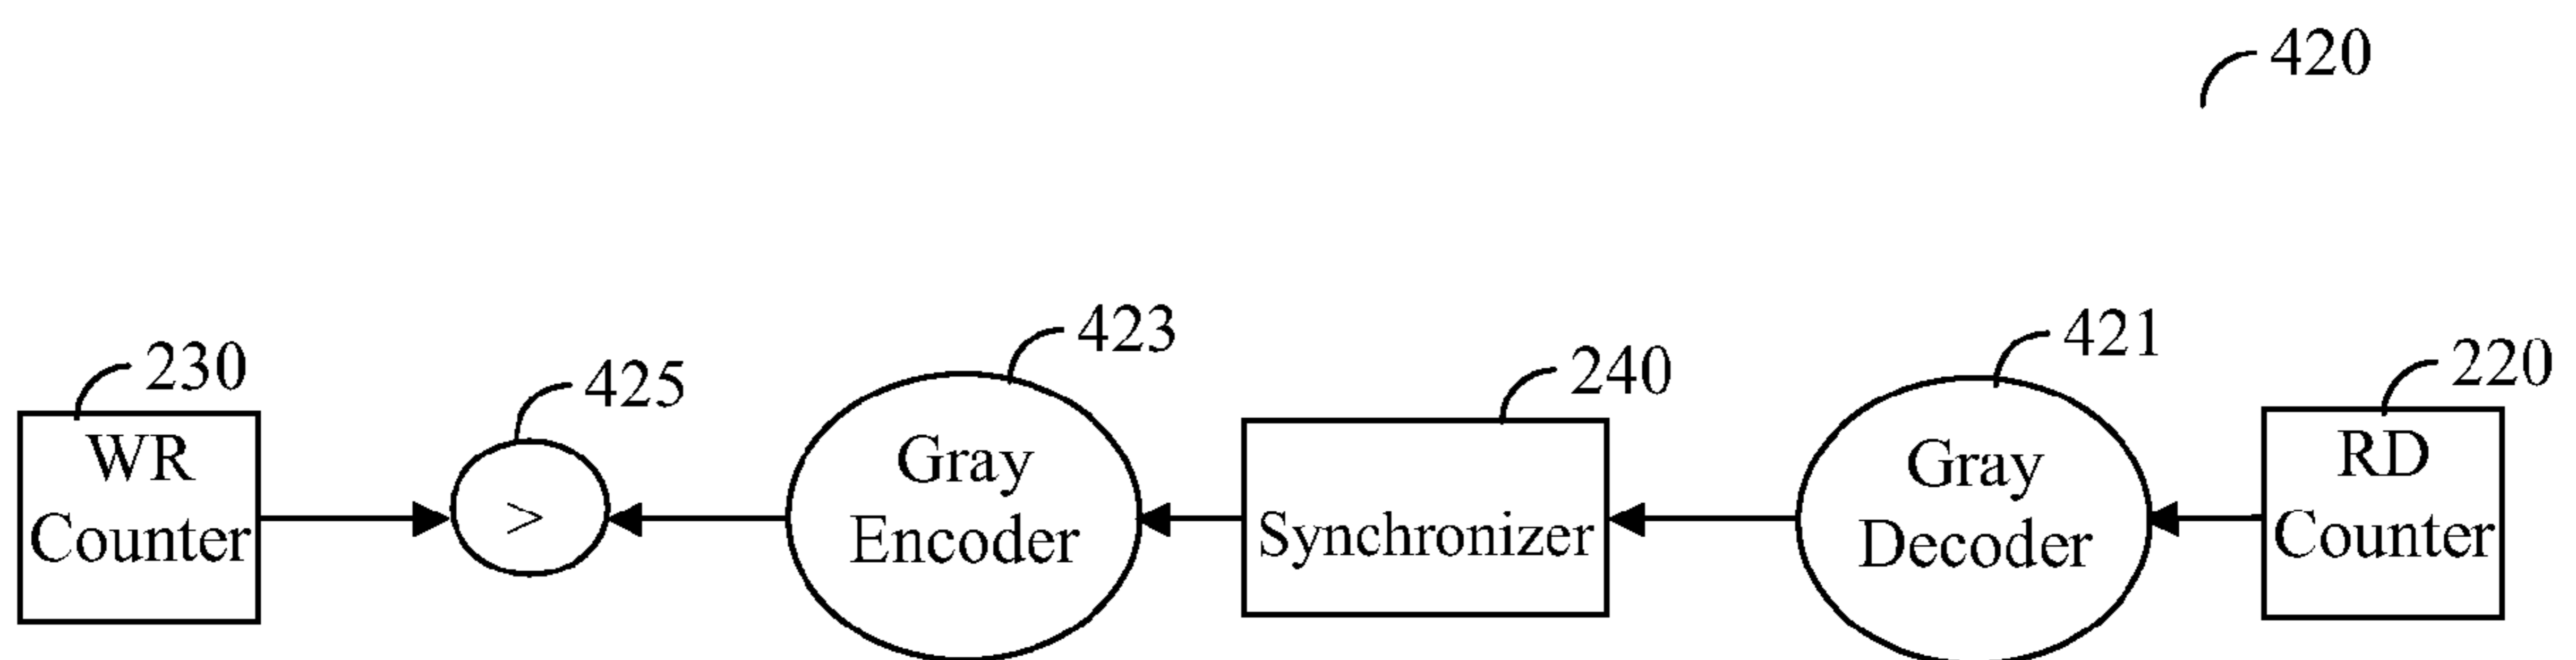 420
230
425
423
240
421
220
WR
Counter
>
Gray
Encoder
Synchronizer
Gray
Decoder
RD
Counter